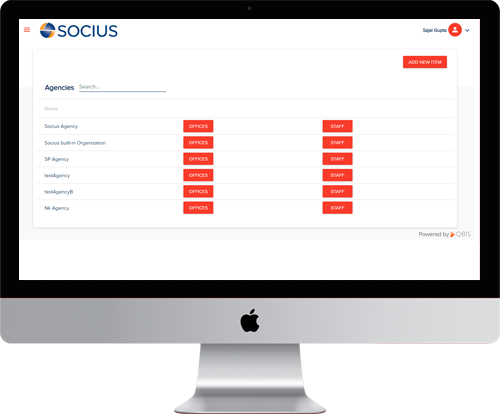 SOCIUS
Sajal Gupta
ADD NEW ITEM
Agencies Search...
Name
Socius Agency OFFICES STAFF
Socius built-in Organization OFFICES STAFF
SP Agency OFFICES STAFF
testAgency OFFICES STAFF
testAgencyB OFFICES STAFF
Nk Agency OFFICES STAFF
Powered by QBIS